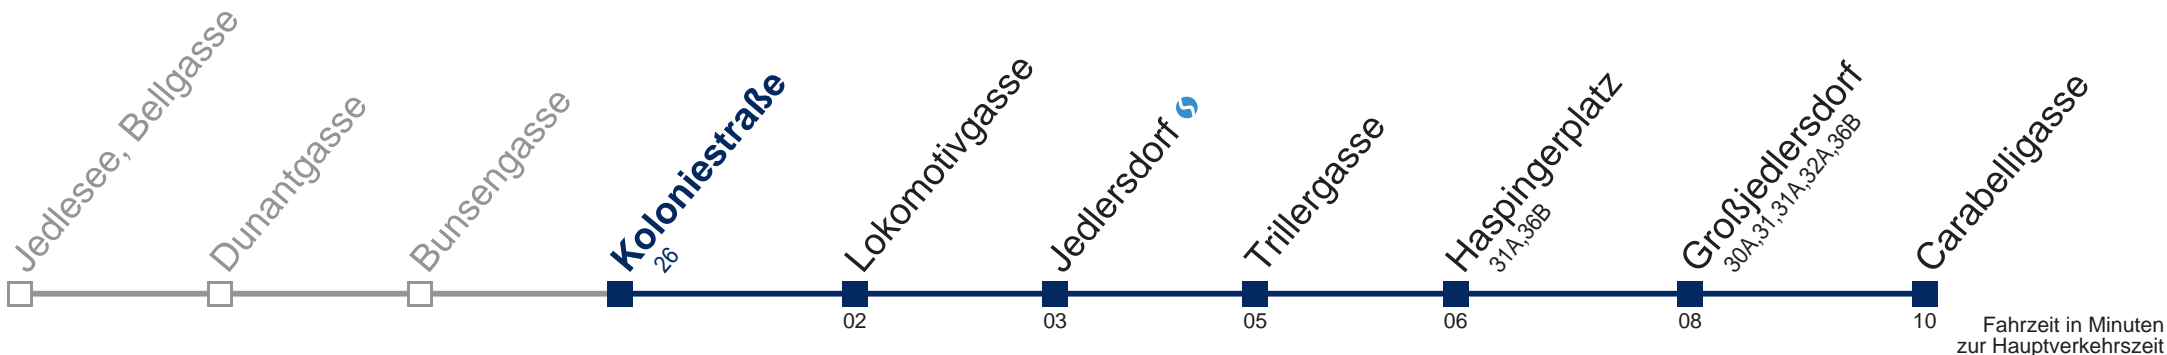 Jedlesee, Bellgasse
Dunantgasse
Bunsengasse
Koloniestraße
26
Lokomotivgasse
Jedlersdorf
Trillergasse
Haspingerplatz
31A,36B
Großjedlersdorf
30A,31,31A,32A,36B
Carabelligasse
02
03
05
06
08
10
Fahrzeit in Minuten
zur Hauptverkehrszeit